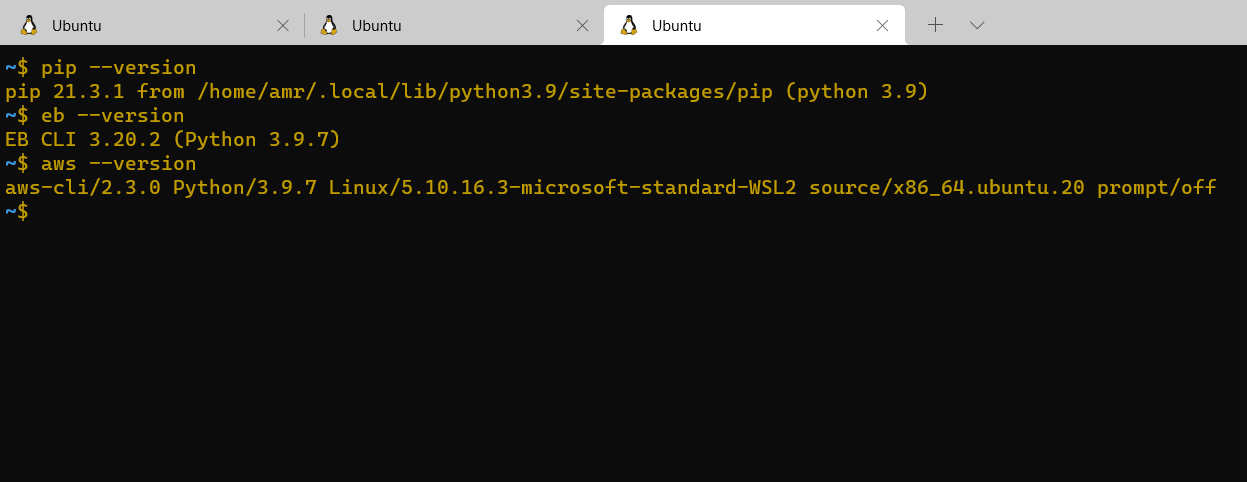 Ubuntu Ubuntu Ubuntu
~$ pip --version
pip 21.3.1 from /home/amr/.local/lib/python3.9/site-packages/pip (python 3.9)
~$ eb --version
EB CLI 3.20.2 (Python 3.9.7)
~$ aws --version
aws-cli/2.3.0 Python/3.9.7 Linux/5.10.16.3-microsoft-standard-WSL2 source/x86_64.ubuntu.20 prompt/off
~$